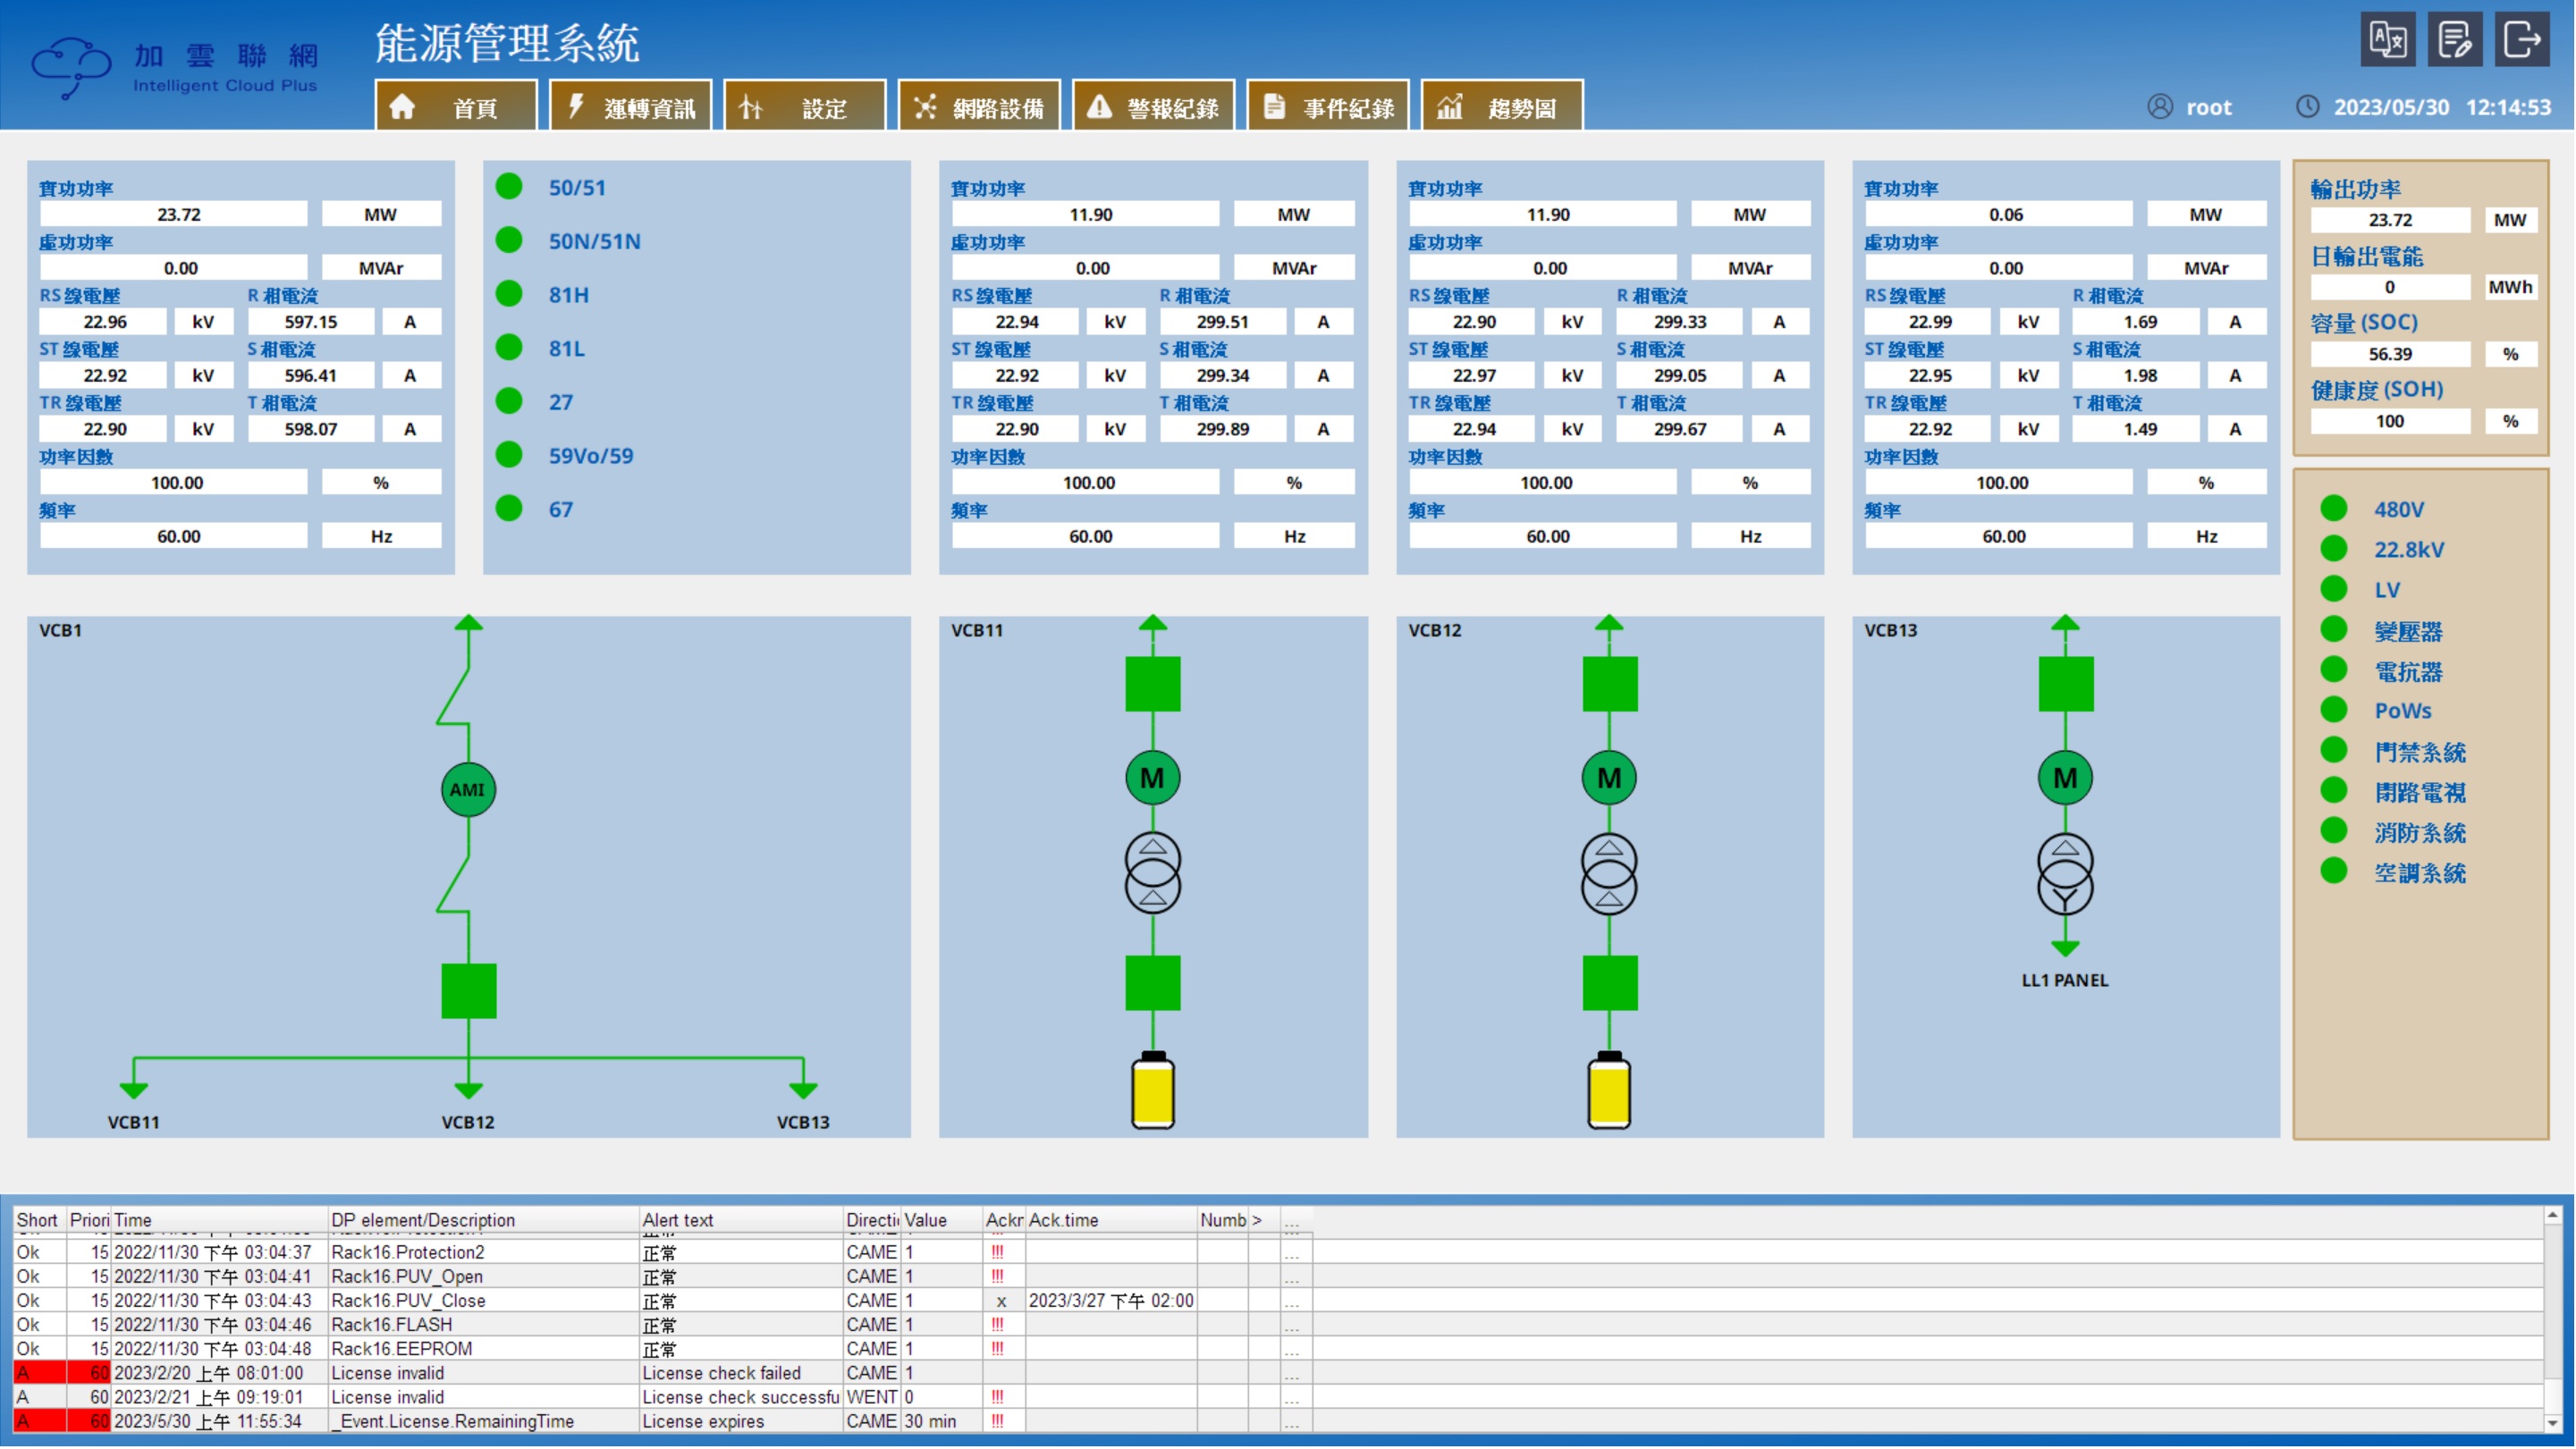 加雲聯網
Intelligent Cloud Plus
能源管理系統
首頁 運轉資訊 設定 網路設備 警報紀錄 事件紀錄 趨勢圖
root 2023/05/30 12:14:53
實功功率
23.72 MW
虛功功率
0.00 MVAr
RS 線電壓 R 相電流
22.96 kV 597.15 A
ST 線電壓 S 相電流
22.92 kV 596.41 A
TR 線電壓 T 相電流
22.90 kV 598.07 A
功率因數
100.00 %
頻率
60.00 Hz
50/51
50N/51N
81H
81L
27
59Vo/59
67
實功功率
11.90 MW
虛功功率
0.00 MVAr
RS 線電壓 R 相電流
22.94 kV 299.51 A
ST 線電壓 S 相電流
22.92 kV 299.34 A
TR 線電壓 T 相電流
22.90 kV 299.89 A
功率因數
100.00 %
頻率
60.00 Hz
實功功率
11.90 MW
虛功功率
0.00 MVAr
RS 線電壓 R 相電流
22.90 kV 299.33 A
ST 線電壓 S 相電流
22.97 kV 299.05 A
TR 線電壓 T 相電流
22.94 kV 299.67 A
功率因數
100.00 %
頻率
60.00 Hz
實功功率
0.06 MW
虛功功率
0.00 MVAr
RS 線電壓 R 相電流
22.99 kV 1.69 A
ST 線電壓 S 相電流
22.95 kV 1.98 A
TR 線電壓 T 相電流
22.92 kV 1.49 A
功率因數
100.00 %
頻率
60.00 Hz
輸出功率
23.72 MW
日輸出電能
0 MWh
容量 (SOC)
56.39 %
健康度 (SOH)
100 %
480V
22.8kV
LV
變壓器
電抗器
PoWs
門禁系統
閉路電視
消防系統
空調系統
VCB1
AMI
VCB11 VCB12 VCB13
VCB11
M
VCB12
M
VCB13
M
LL1 PANEL
Short Priori Time DP element/Description Alert text Directi Value Ackr Ack.time Numb > ...
Ok 15 2022/11/30 下午 03:04:37 Rack16.Protection2 正常 CAME 1 !!! ...
Ok 15 2022/11/30 下午 03:04:41 Rack16.PUV_Open 正常 CAME 1 !!! ...
Ok 15 2022/11/30 下午 03:04:43 Rack16.PUV_Close 正常 CAME 1 x 2023/3/27 下午 02:00 ...
Ok 15 2022/11/30 下午 03:04:46 Rack16.FLASH 正常 CAME 1 !!! ...
Ok 15 2022/11/30 下午 03:04:48 Rack16.EEPROM 正常 CAME 1 !!! ...
A 60 2023/2/20 上午 08:01:00 License invalid License check failed CAME 1 ...
A 60 2023/2/21 上午 09:19:01 License invalid License check successfu WENT 0 !!! ...
A 60 2023/5/30 上午 11:55:34 _Event.License.RemainingTime License expires CAME 30 min !!! ...